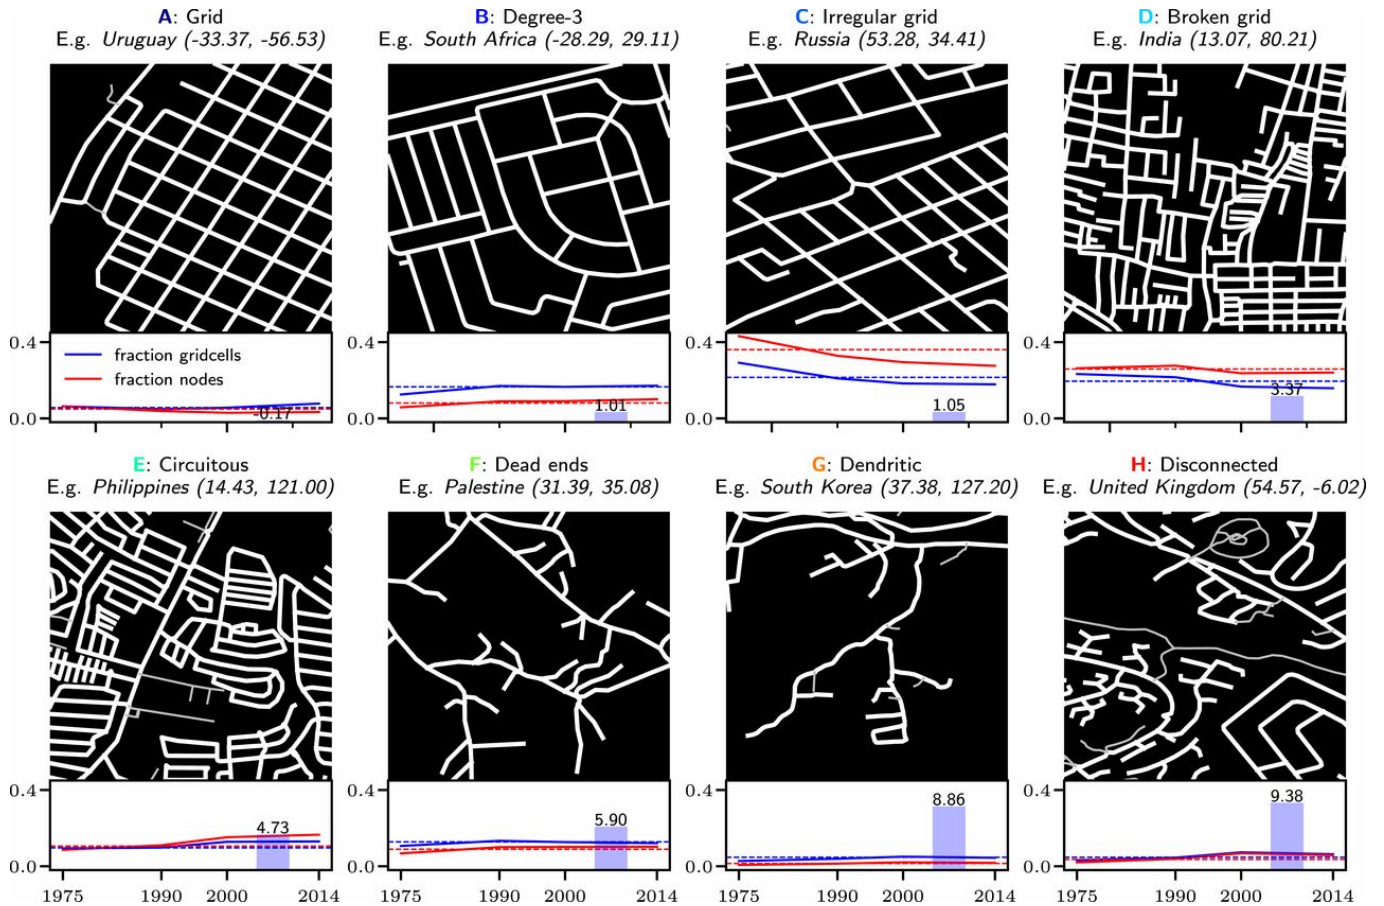 A: Grid
E.g. Uruguay (-33.37, -56.53)
B: Degree-3
E.g. South Africa (-28.29, 29.11)
C: Irregular grid
E.g. Russia (53.28, 34.41)
D: Broken grid
E.g. India (13.07, 80.21)
0.4
0.0
fraction gridcells
fraction nodes
-0.17
0.4
0.0
1.01
0.4
0.0
1.05
0.4
0.0
3.37
E: Circuitous
E.g. Philippines (14.43, 121.00)
F: Dead ends
E.g. Palestine (31.39, 35.08)
G: Dendritic
E.g. South Korea (37.38, 127.20)
H: Disconnected
E.g. United Kingdom (54.57, -6.02)
0.4
0.0
4.73
1975 1990 2000 2014
0.4
0.0
5.90
1975 1990 2000 2014
0.4
0.0
8.86
1975 1990 2000 2014
0.4
0.0
9.38
1975 1990 2000 2014